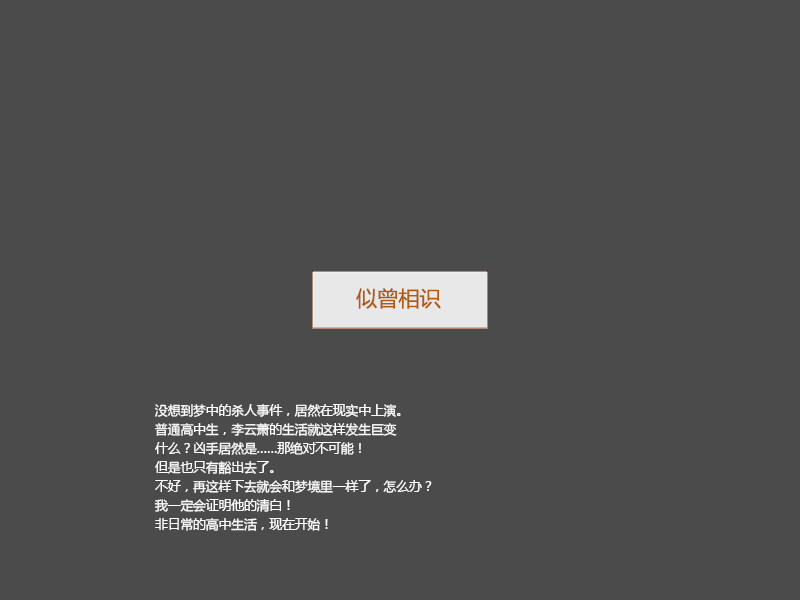 似曾相识
没想到梦中的杀人事件，居然在现实中上演。
普通高中生，李云萧的生活就这样发生巨变
什么？凶手居然是……那绝对不可能！
但是也只有豁出去了。
不好，再这样下去就会和梦境里一样了，怎么办？
我一定会证明他的清白！
非日常的高中生活，现在开始！